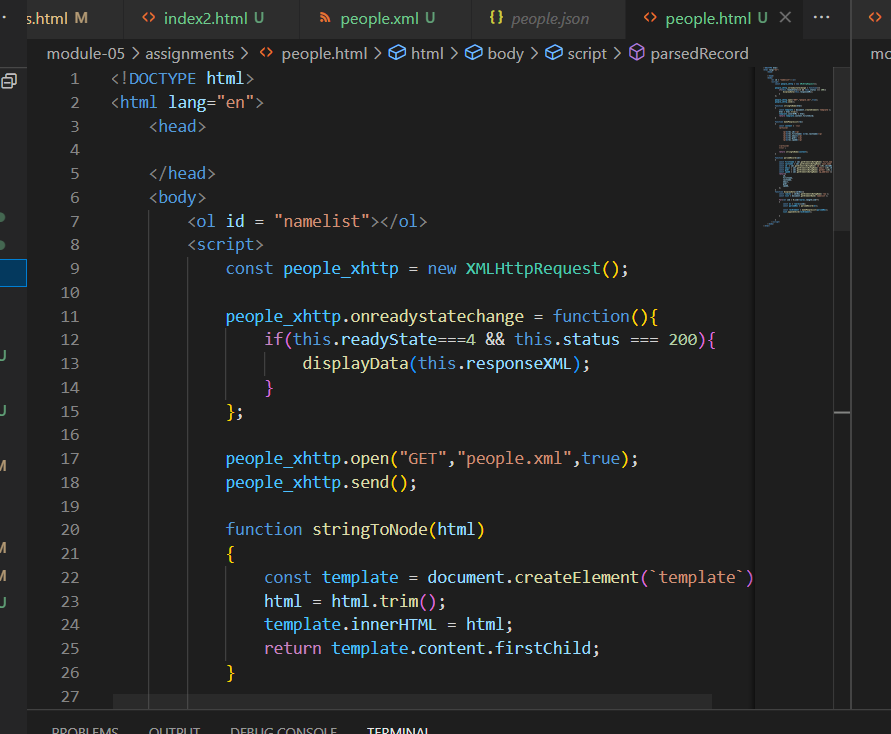 s.html M
index2.html U
people.xml U
people.json
people.html U
module-05 > assignments > people.html > html > body > script > parsedRecord
mo
1 <!DOCTYPE html>
2 <html lang="en">
3 <head>
4
5 </head>
6 <body>
7 <ol id = "namelist"></ol>
8 <script>
9 const people_xhttp = new XMLHttpRequest();
10
11 people_xhttp.onreadystatechange = function(){
12 if(this.readyState===4 && this.status === 200){
13 displayData(this.responseXML);
14 }
15 };
16
17 people_xhttp.open("GET","people.xml",true);
18 people_xhttp.send();
19
20 function stringToNode(html)
21 {
22 const template = document.createElement(`template`)
23 html = html.trim();
24 template.innerHTML = html;
25 return template.content.firstChild;
26 }
27
U
U
M
M
M
U
PROBLEMS OUTPUT DEBUG CONSOLE TERMINAL